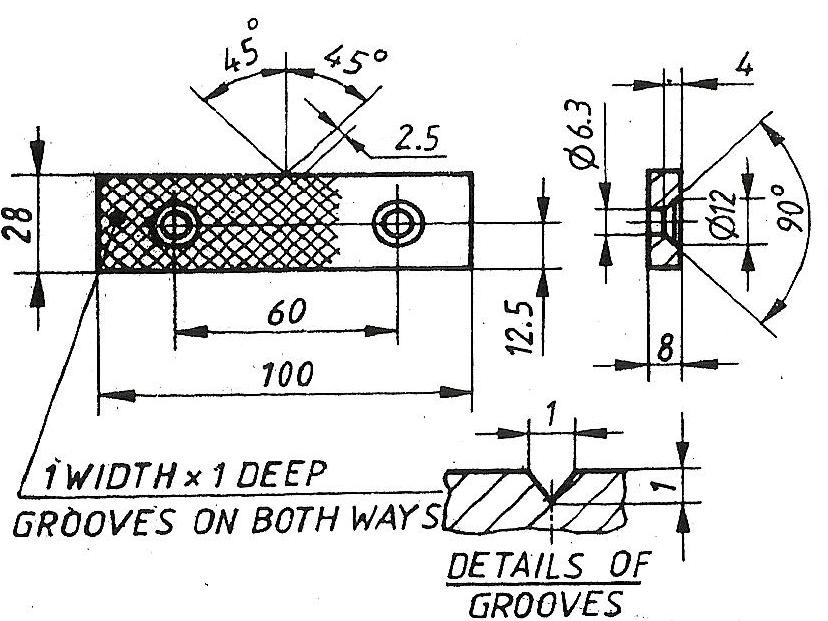 45°
45°
2.5
28
60
100
12.5
4
Ø6.3
Ø12
90°
8
1 WIDTH x 1 DEEP
GROOVES ON BOTH WAYS
1
1
DETAILS OF
GROOVES